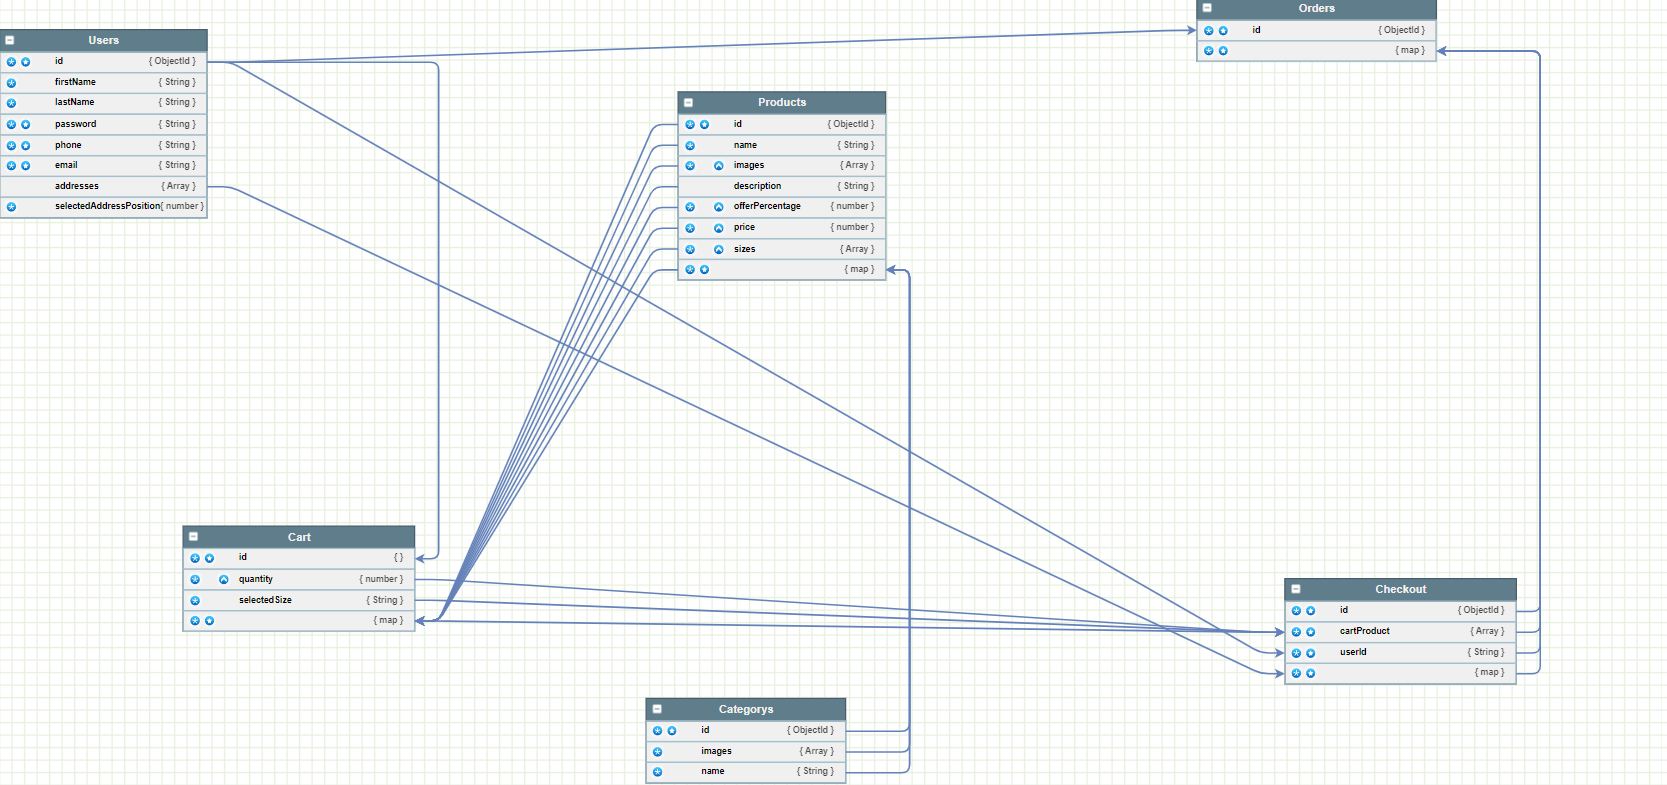 Users
id { ObjectId }
firstName { String }
lastName { String }
password { String }
phone { String }
email { String }
addresses { Array }
selectedAddressPosition{ number }
Orders
id { ObjectId }
{ map }
Products
id { ObjectId }
name { String }
images { Array }
description { String }
offerPercentage { number }
price { number }
sizes { Array }
{ map }
Cart
id { }
quantity { number }
selectedSize { String }
{ map }
Checkout
id { ObjectId }
cartProduct { Array }
userId { String }
{ map }
Categorys
id { ObjectId }
images { Array }
name { String }